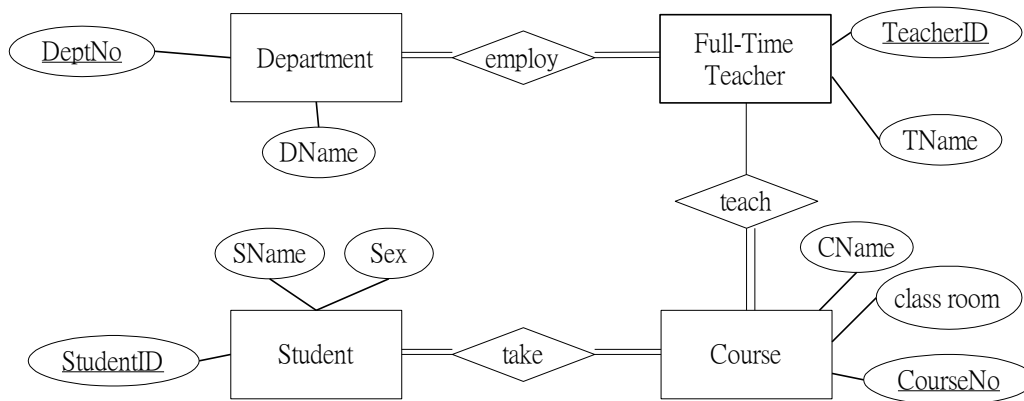 DeptNo
Department
employ
Full-Time
Teacher
TeacherID
DName
TName
teach
SName
Sex
CName
class room
StudentID
Student
take
Course
CourseNo